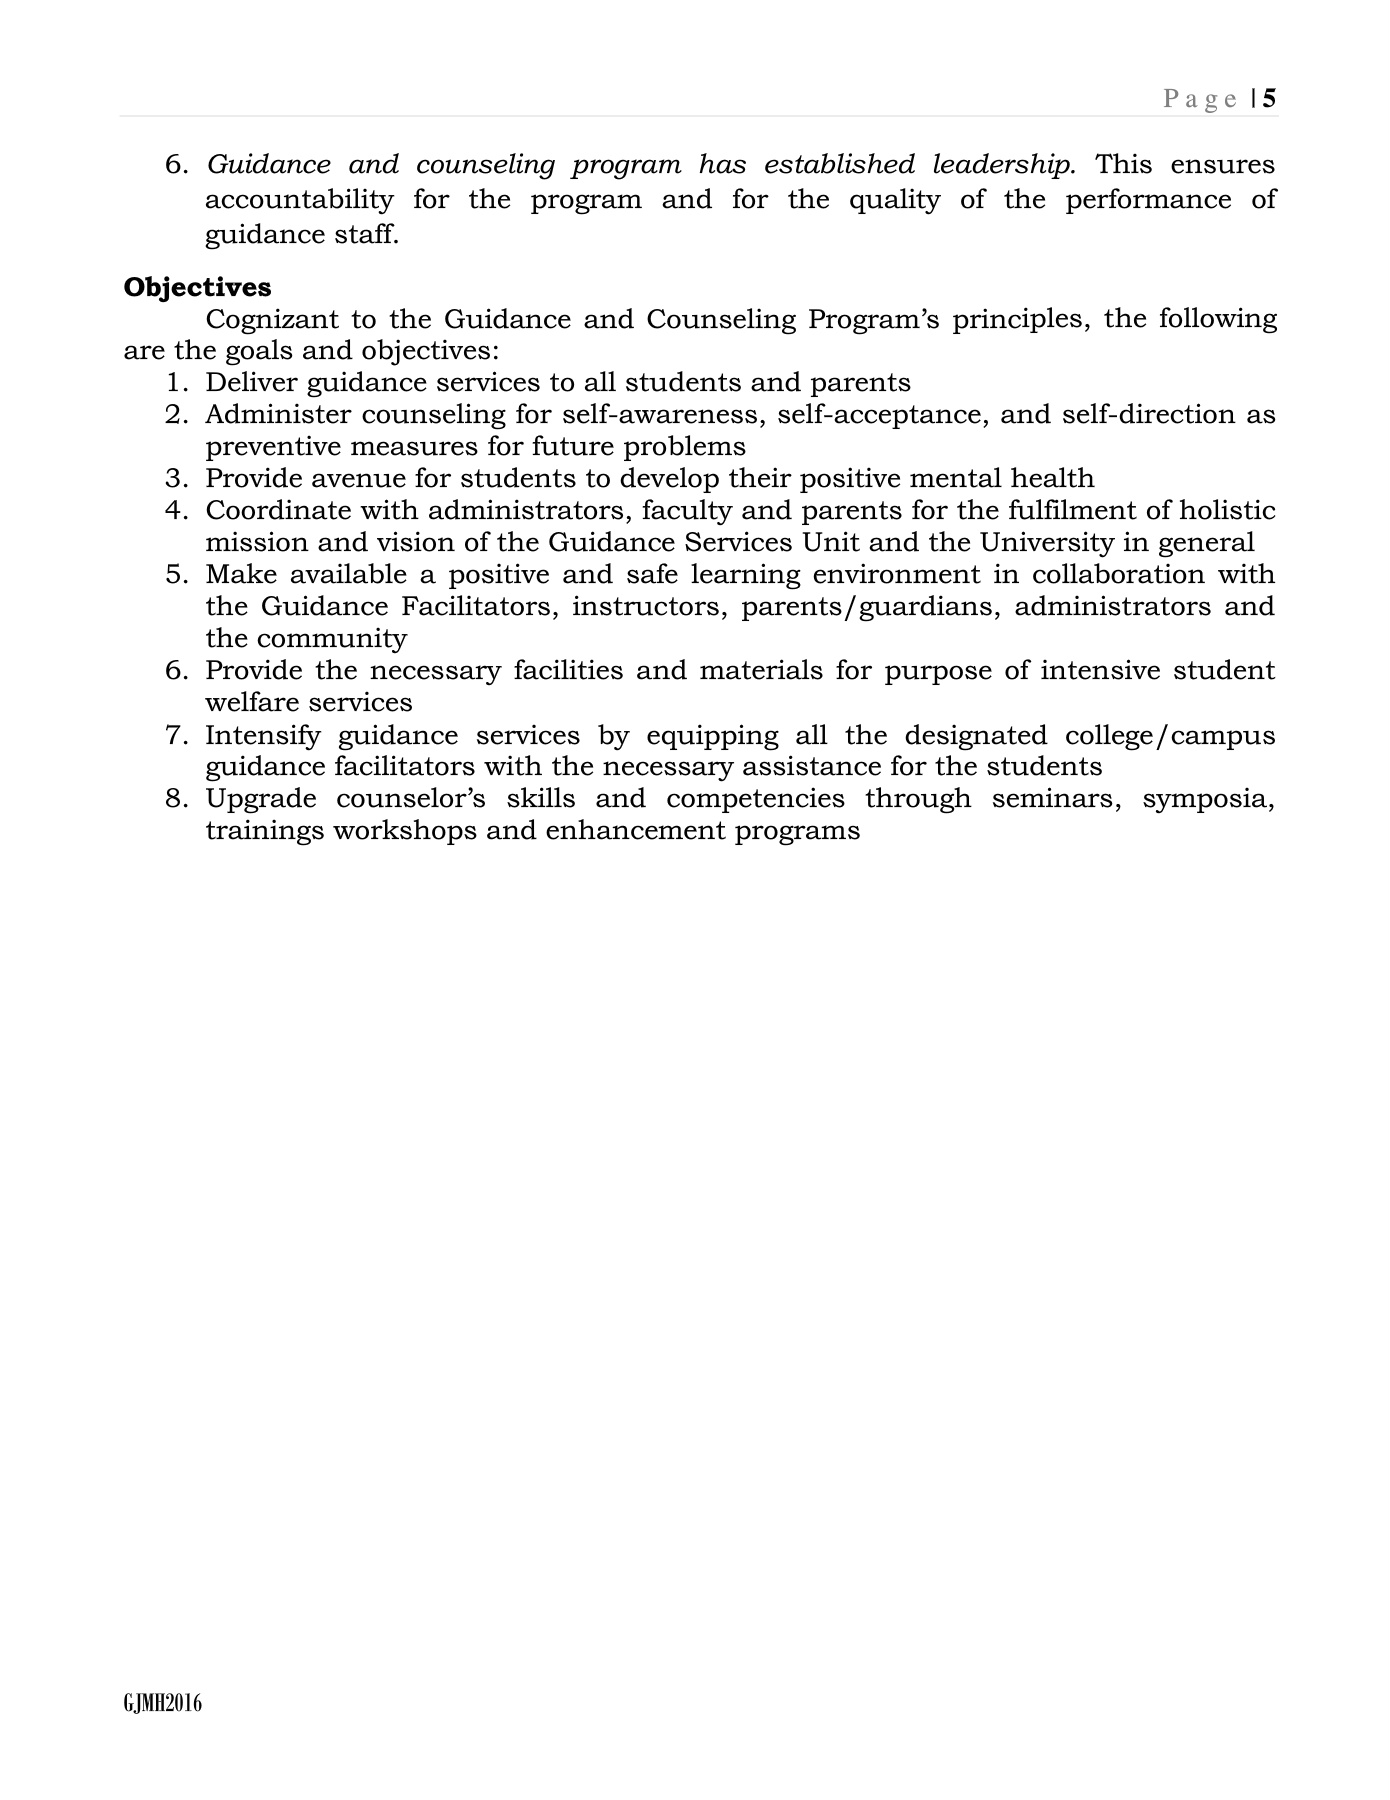 Page | 5
6. Guidance and counseling program has established leadership. This ensures
accountability for the program and for the quality of the performance of
guidance staff.
Objectives
Cognizant to the Guidance and Counseling Program’s principles, the following
are the goals and objectives:
1. Deliver guidance services to all students and parents
2. Administer counseling for self-awareness, self-acceptance, and self-direction as
preventive measures for future problems
3. Provide avenue for students to develop their positive mental health
4. Coordinate with administrators, faculty and parents for the fulfilment of holistic
mission and vision of the Guidance Services Unit and the University in general
5. Make available a positive and safe learning environment in collaboration with
the Guidance Facilitators, instructors, parents/guardians, administrators and
the community
6. Provide the necessary facilities and materials for purpose of intensive student
welfare services
7. Intensify guidance services by equipping all the designated college/campus
guidance facilitators with the necessary assistance for the students
8. Upgrade counselor’s skills and competencies through seminars, symposia,
trainings workshops and enhancement programs
GJMH2016